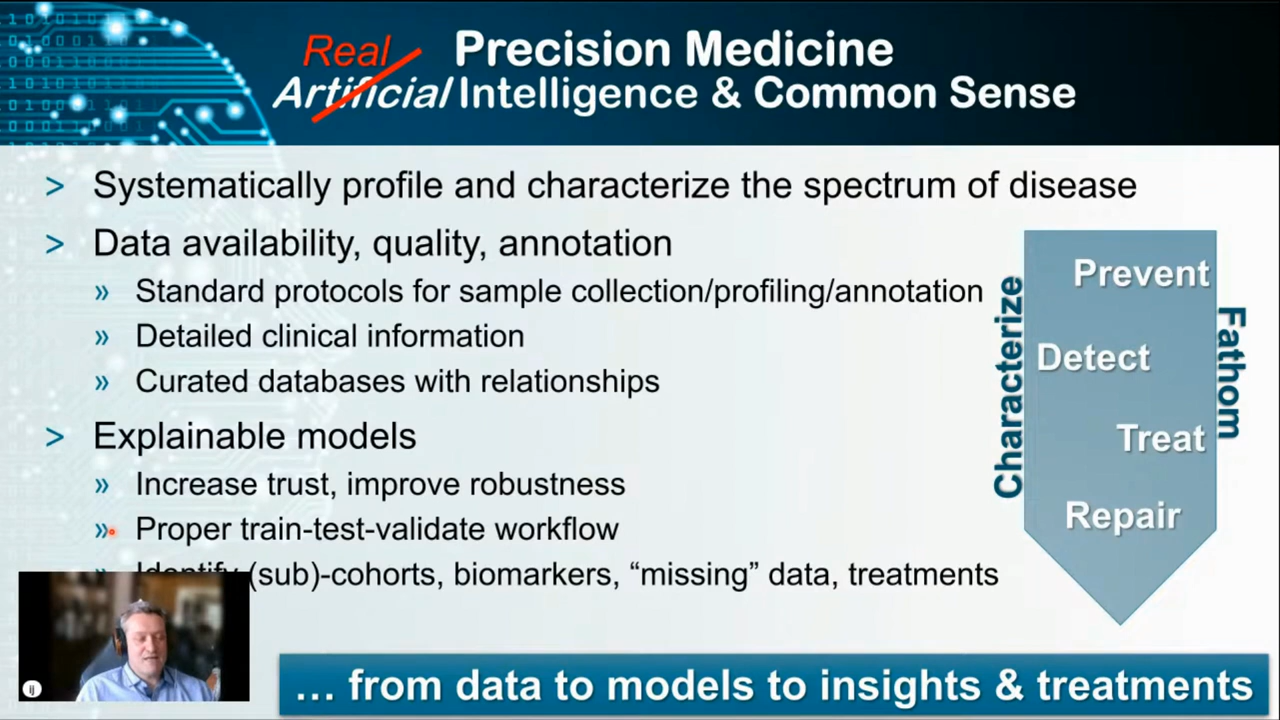 Real Precision Medicine
Artificial Intelligence & Common Sense
> Systematically profile and characterize the spectrum of disease
> Data availability, quality, annotation
» Standard protocols for sample collection/profiling/annotation
» Detailed clinical information
» Curated databases with relationships
> Explainable models
» Increase trust, improve robustness
» Proper train-test-validate workflow
» Identify (sub)-cohorts, biomarkers, “missing” data, treatments
Characterize
Prevent
Detect
Treat
Repair
Fathom
ij
… from data to models to insights & treatments